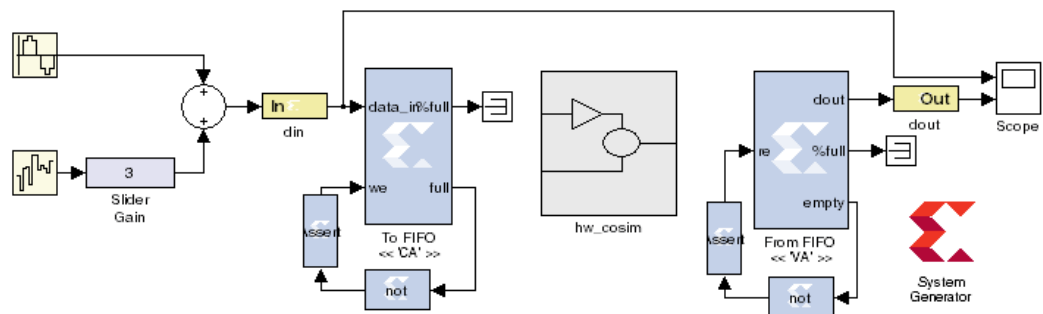 +
+
In
din
data_in
%full
we
full
Assert
not
To FIFO
<< 'CA' >>
3
Slider
Gain
hw_cosim
dout
re
%full
empty
Assert
not
From FIFO
<< 'VA' >>
Out
dout
Scope
System
Generator